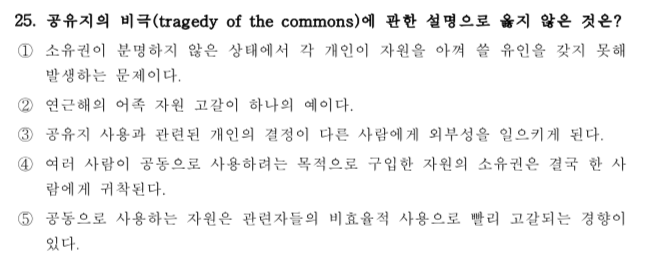 25. 공유지의 비극(tragedy of the commons)에 관한 설명으로 옳지 않은 것은?
① 소유권이 분명하지 않은 상태에서 각 개인이 자원을 아껴 쓸 유인을 갖지 못해
발생하는 문제이다.
② 연근해의 어족 자원 고갈이 하나의 예이다.
③ 공유지 사용과 관련된 개인의 결정이 다른 사람에게 외부성을 일으키게 된다.
④ 여러 사람이 공동으로 사용하려는 목적으로 구입한 자원의 소유권은 결국 한 사
람에게 귀착된다.
⑤ 공동으로 사용하는 자원은 관련자들의 비효율적 사용으로 빨리 고갈되는 경향이
있다.